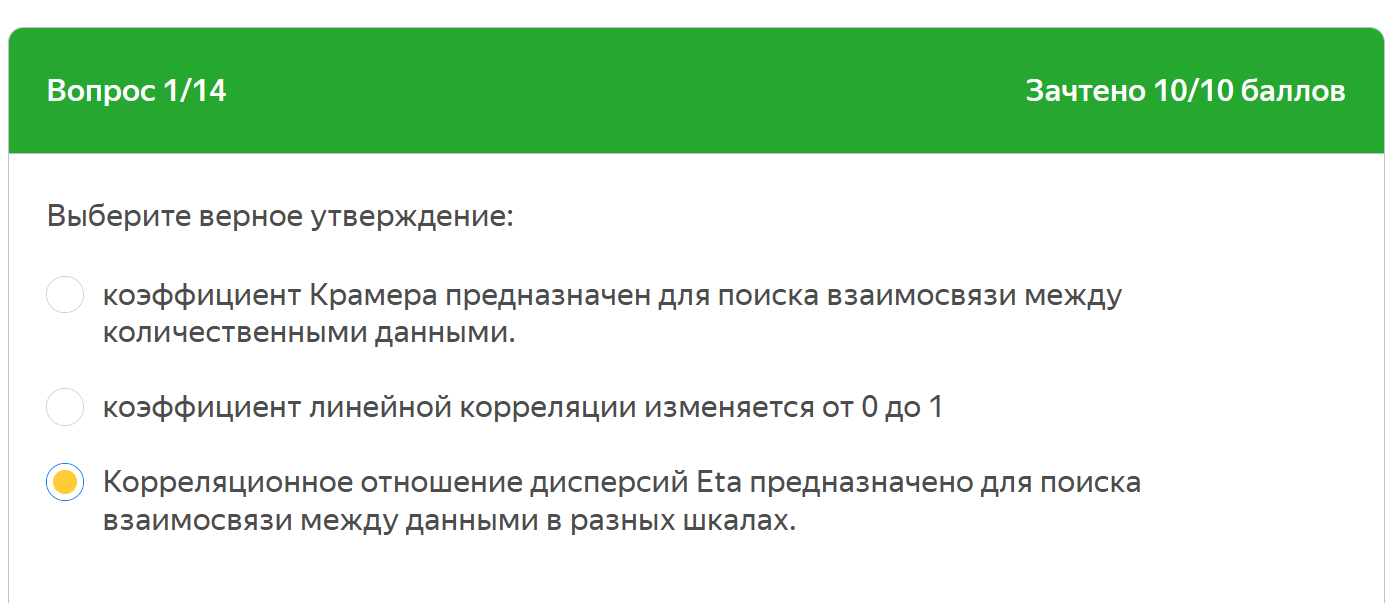 Вопрос 1/14
Зачтено 10/10 баллов
Выберите верное утверждение:
коэффициент Крамера предназначен для поиска взаимосвязи между
количественными данными.
коэффициент линейной корреляции изменяется от 0 до 1
Корреляционное отношение дисперсий Eta предназначено для поиска
взаимосвязи между данными в разных шкалах.